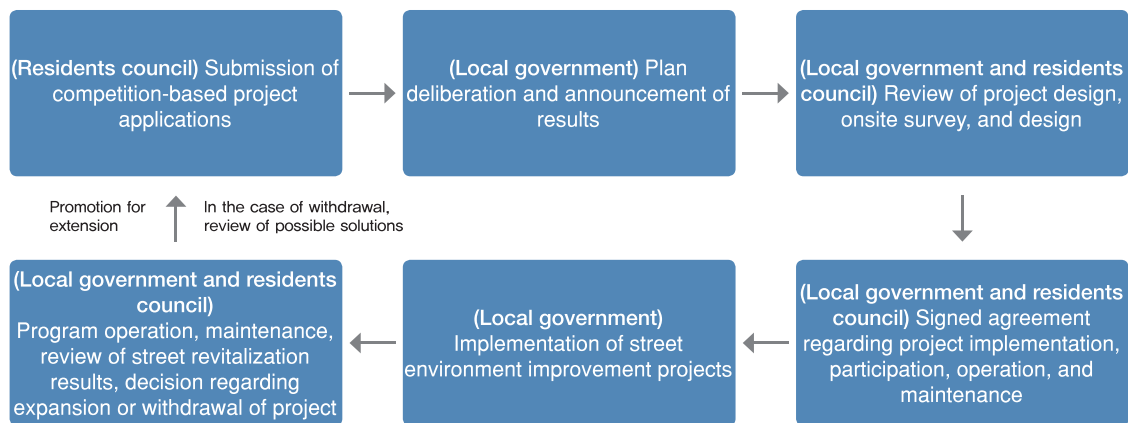 (Residents council) Submission of
competition-based project
applications
(Local government) Plan
deliberation and announcement of
results
(Local government and residents
council) Review of project design,
onsite survey, and design
Promotion for
extension
In the case of withdrawal,
review of possible solutions
(Local government and residents
council)
Program operation, maintenance,
review of street revitalization
results, decision regarding
expansion or withdrawal of project
(Local government)
Implementation of street
environment improvement projects
(Local government and residents
council) Signed agreement
regarding project implementation,
participation, operation, and
maintenance